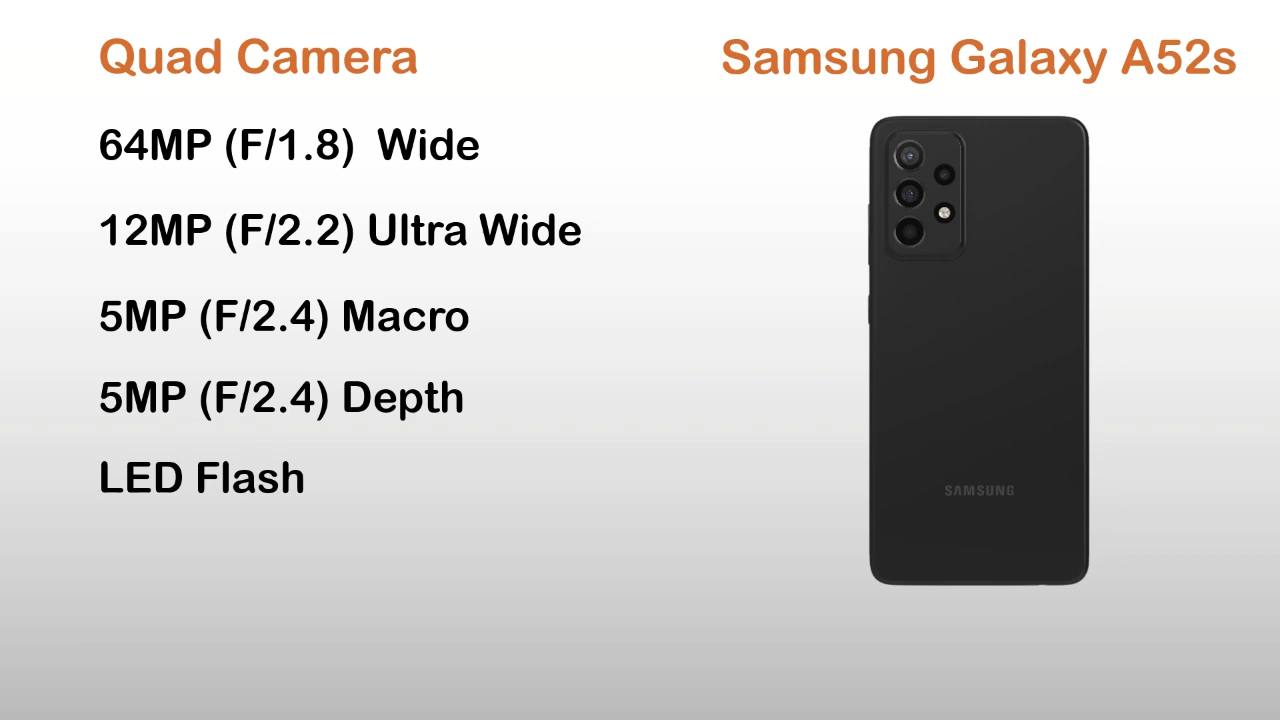 Quad Camera
Samsung Galaxy A52s
64MP (F/1.8) Wide
12MP (F/2.2) Ultra Wide
5MP (F/2.4) Macro
5MP (F/2.4) Depth
LED Flash
SAMSUNG